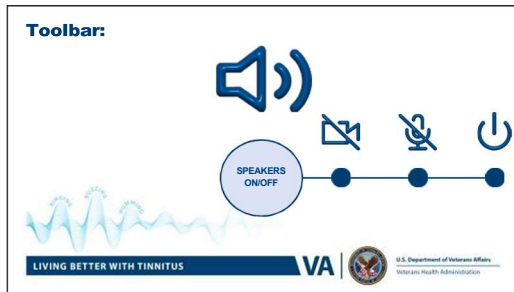 Toolbar:
SPEAKERS
ON/OFF
LIVING BETTER WITH TINNITUS
VA
U.S. Department of Veterans Affairs
Veterans Health Administration